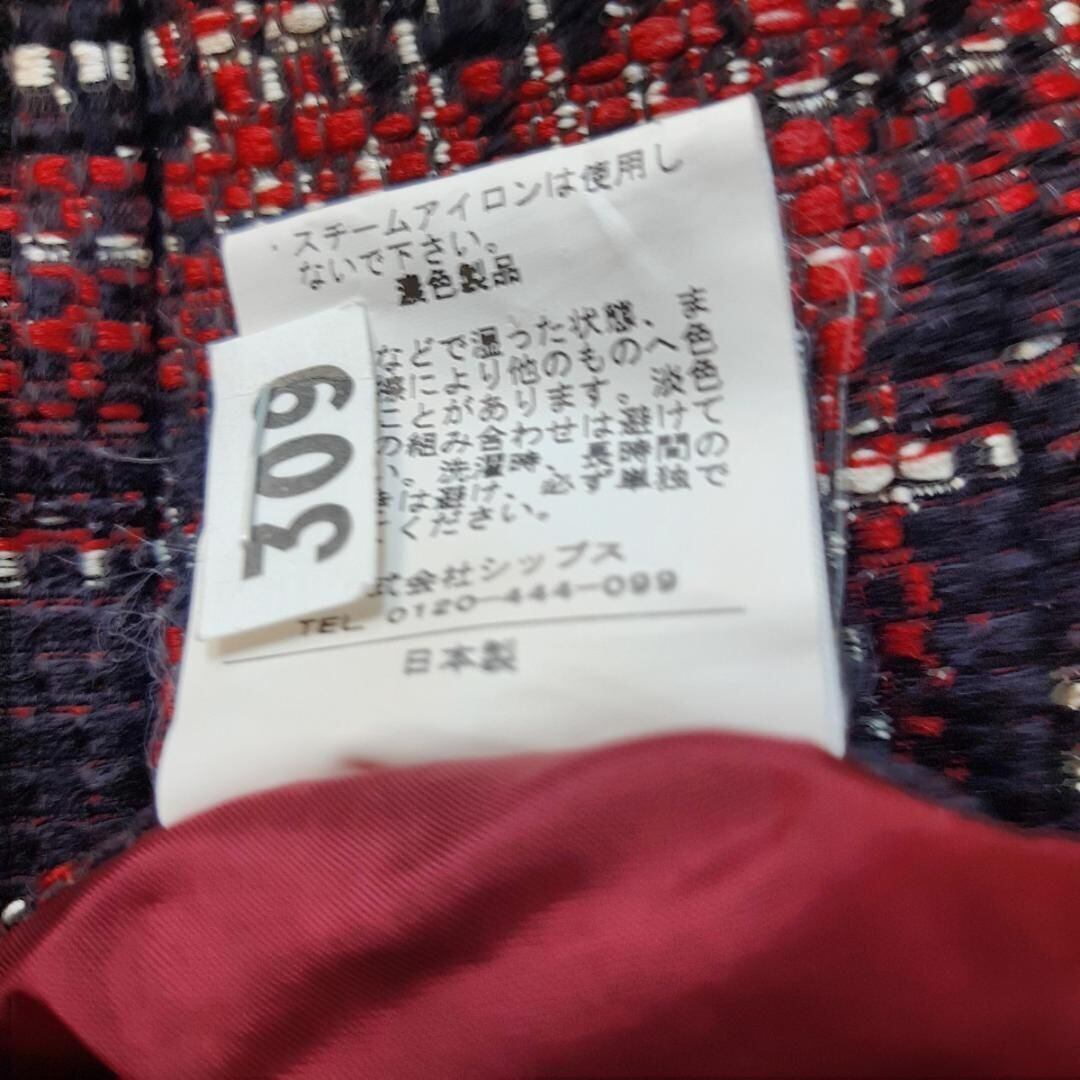 ・スチームアイロンは使用し
ないで下さい。
濃色製品
などで湿った状態、ま
擦により他のものへ色
ことがあります。淡色
の組み合わせは避けて
い。洗濯時、長時間の
は避け、必ず単独で
ください。
式会社シップス
TEL 0120-444-099
日本製
309